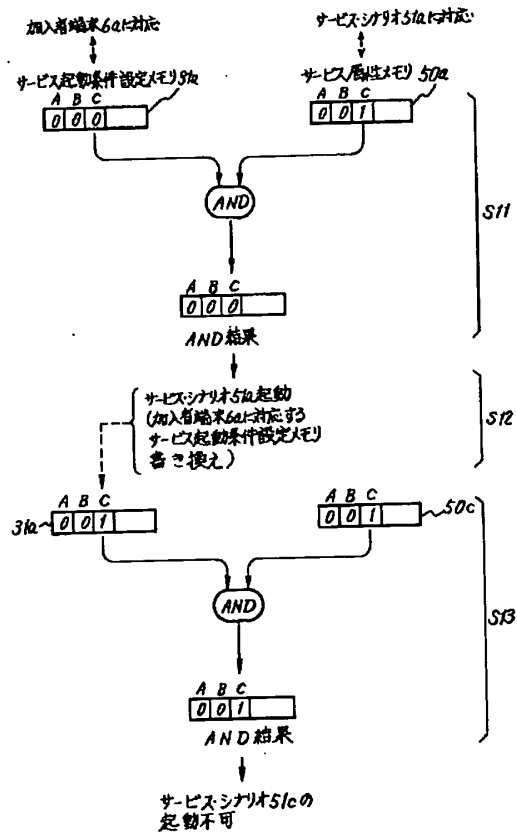 加入者端末6aに対応
サービス・シナリオ51aに対応
サービス起動条件設定メモリ31a
サービス属性メモリ 50a
A B C
0 0 0
A B C
0 0 1
AND
S11
A B C
0 0 0
AND結果
サービス・シナリオ51a起動
(加入者端末6aに対応する
サービス起動条件設定メモリ
書き換え)
S12
A B C
31a 0 0 1
A B C
0 0 1 50c
AND
S13
A B C
0 0 1
AND結果
サービス・シナリオ51cの
起動不可